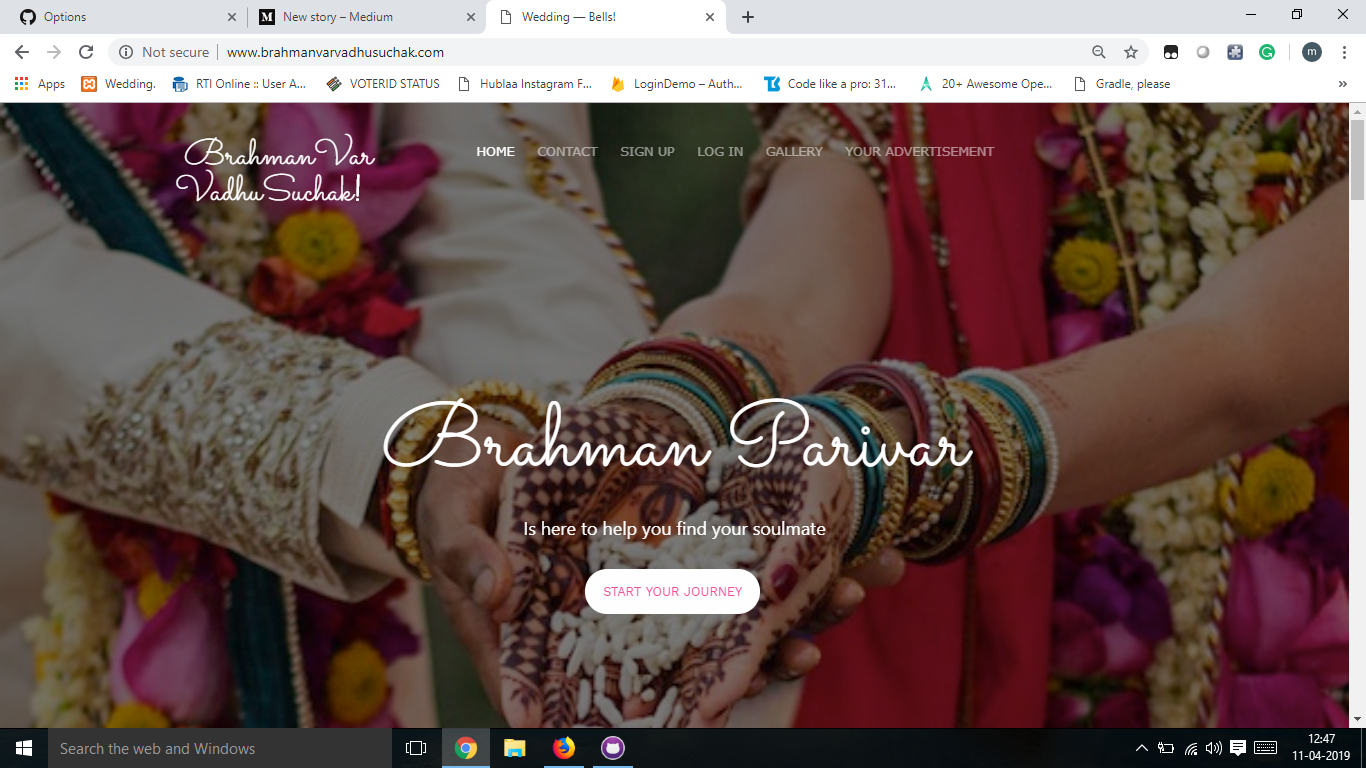 Options
New story – Medium
Wedding — Bells!
Not secure
www.brahmanvarvadhusuchak.com
m
Apps
Wedding.
RTI Online :: User A...
VOTERID STATUS
Hublaa Instagram F...
LoginDemo – Auth...
Code like a pro: 31...
20+ Awesome Ope...
Gradle, please
»
Brahman Var
Vadhu Suchak!
HOME
CONTACT
SIGN UP
LOG IN
GALLERY
YOUR ADVERTISEMENT
Brahman Parivar
Is here to help you find your soulmate
START YOUR JOURNEY
Search the web and Windows
12:47
11-04-2019